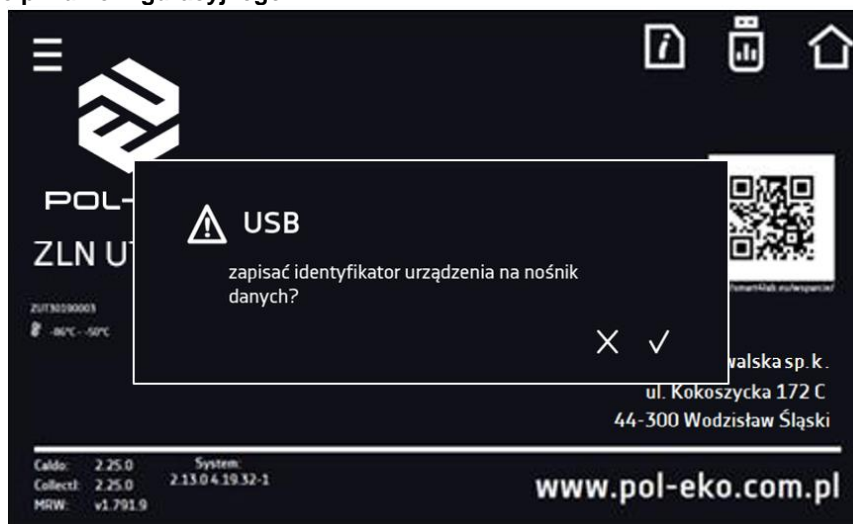 POL-
ZLN U
USB
zapisać identyfikator urządzenia na nośnik
danych?
ZUT30190003
-86°C - -50°C
walska sp. k.
ul. Kokoszycka 172 C
44-300 Wodzisław Śląski
Caldo: 2.25.0 System:
Collectl: 2.25.0 2.13.0 4.19.32-1
MRW: v1.791.9
www.pol-eko.com.pl